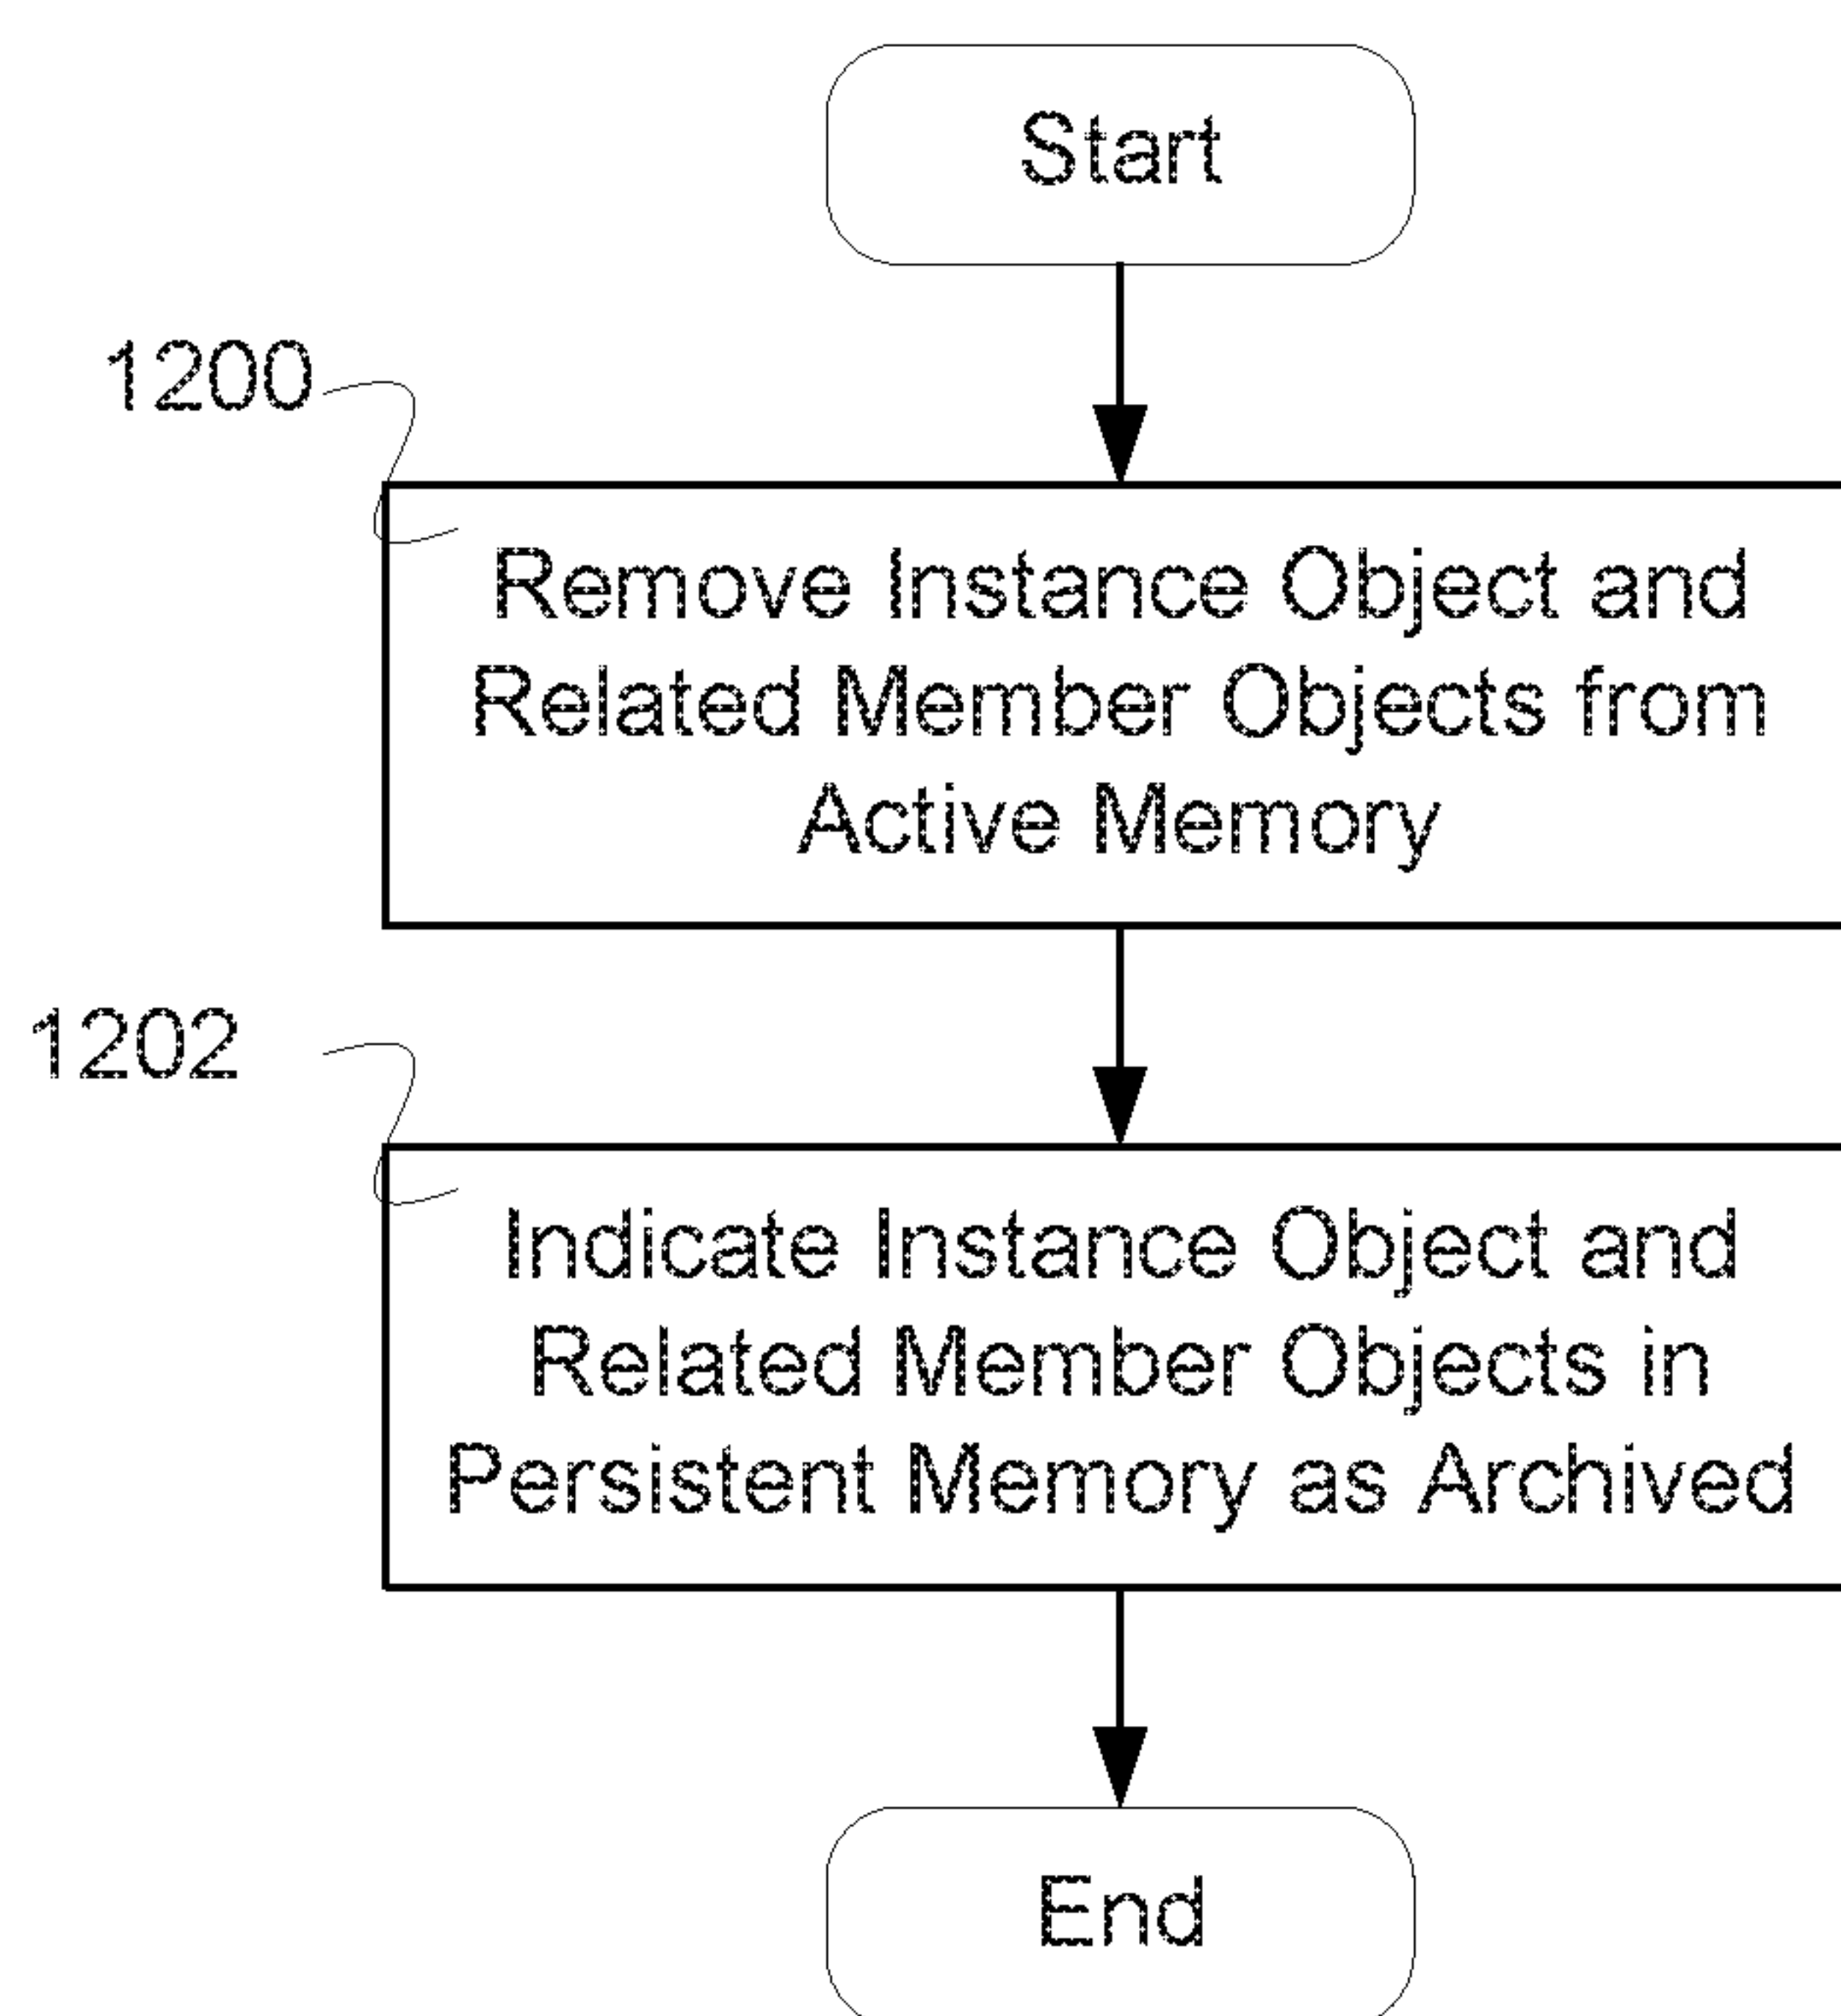 Start
1200
Remove Instance Object and
Related Member Objects from
Active Memory
1202
Indicate Instance Object and
Related Member Objects in
Persistent Memory as Archived
End